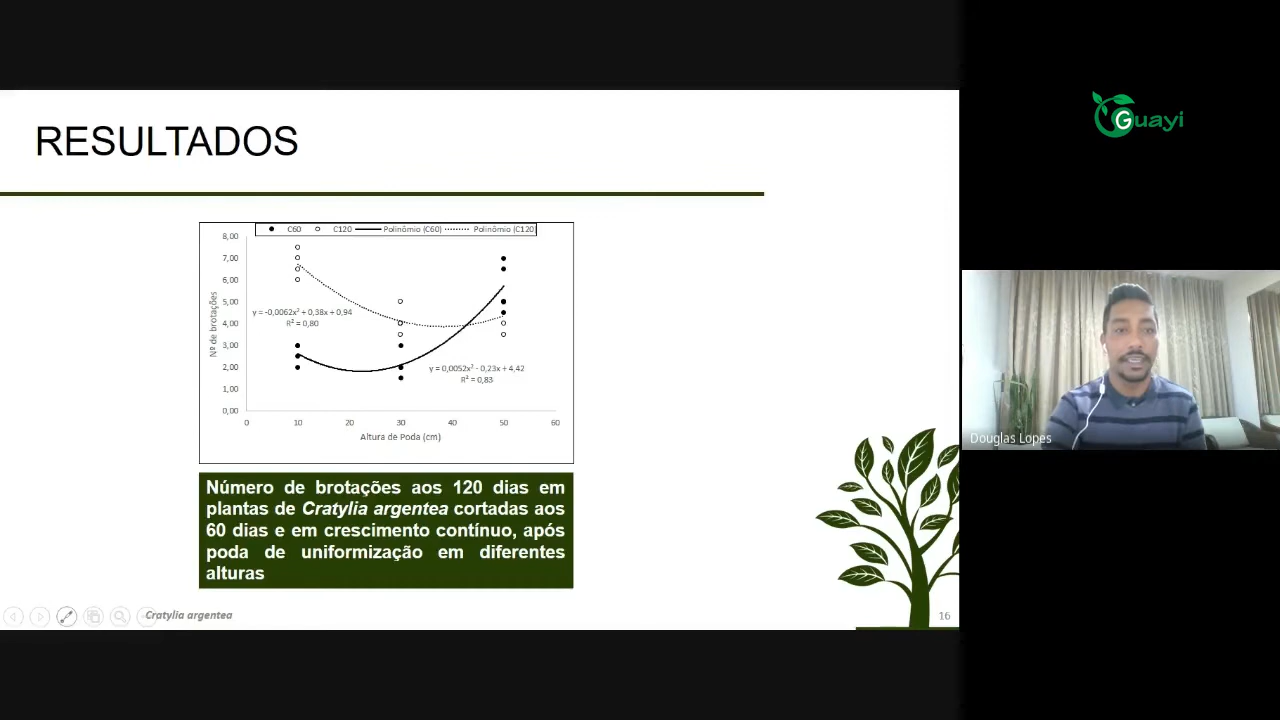 RESULTADOS
C60 C120 Polinômio (C60) Polinômio (C120)
8,00
7,00
6,00
5,00
4,00
3,00
2,00
1,00
0,00
Nº de brotações
y = -0,0062x² + 0,38x + 0,94
R² = 0,80
y = 0,0052x² - 0,23x + 4,42
R² = 0,83
0 10 20 30 40 50 60
Altura de Poda (cm)
Número de brotações aos 120 dias em
plantas de Cratylia argentea cortadas aos
60 dias e em crescimento contínuo, após
poda de uniformização em diferentes
alturas
Cratylia argentea
16
Guayi
Douglas Lopes